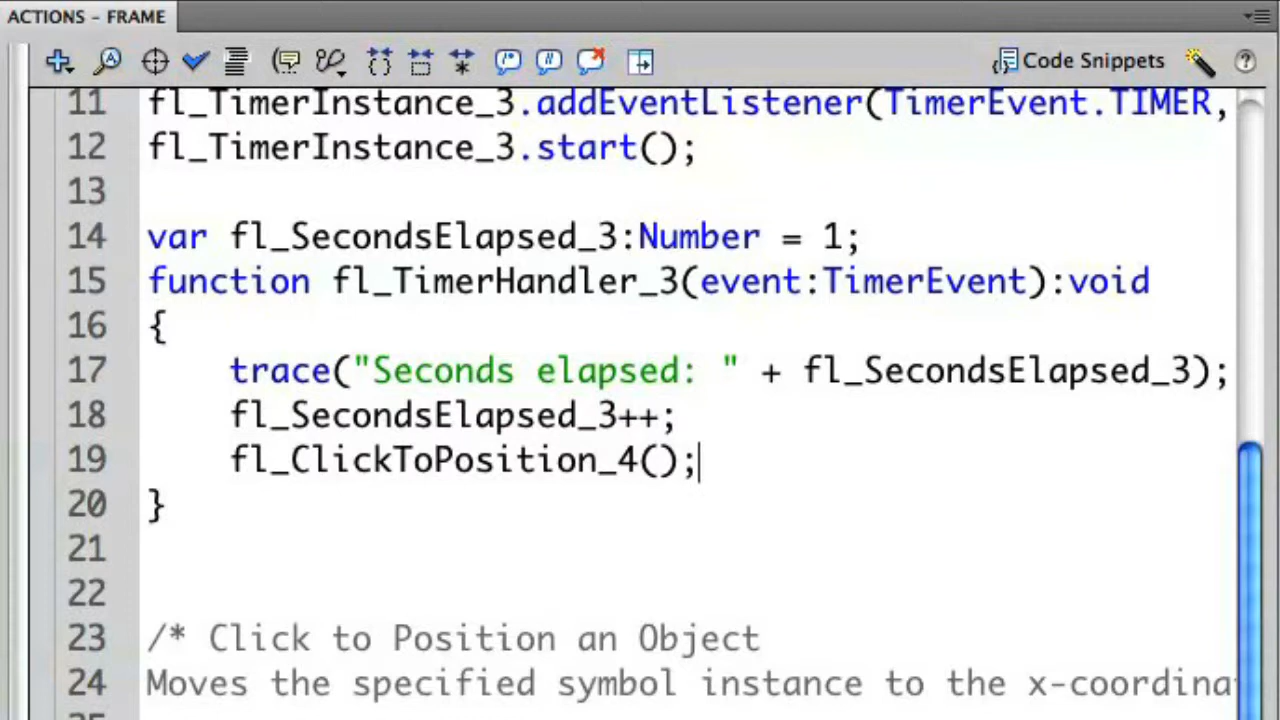 ACTIONS – FRAME
Code Snippets
11 fl_TimerInstance_3.addEventListener(TimerEvent.TIMER,
12 fl_TimerInstance_3.start();
13
14 var fl_SecondsElapsed_3:Number = 1;
15 function fl_TimerHandler_3(event:TimerEvent):void
16 {
17 trace("Seconds elapsed: " + fl_SecondsElapsed_3);
18 fl_SecondsElapsed_3++;
19 fl_ClickToPosition_4();
20 }
21
22
23 /* Click to Position an Object
24 Moves the specified symbol instance to the